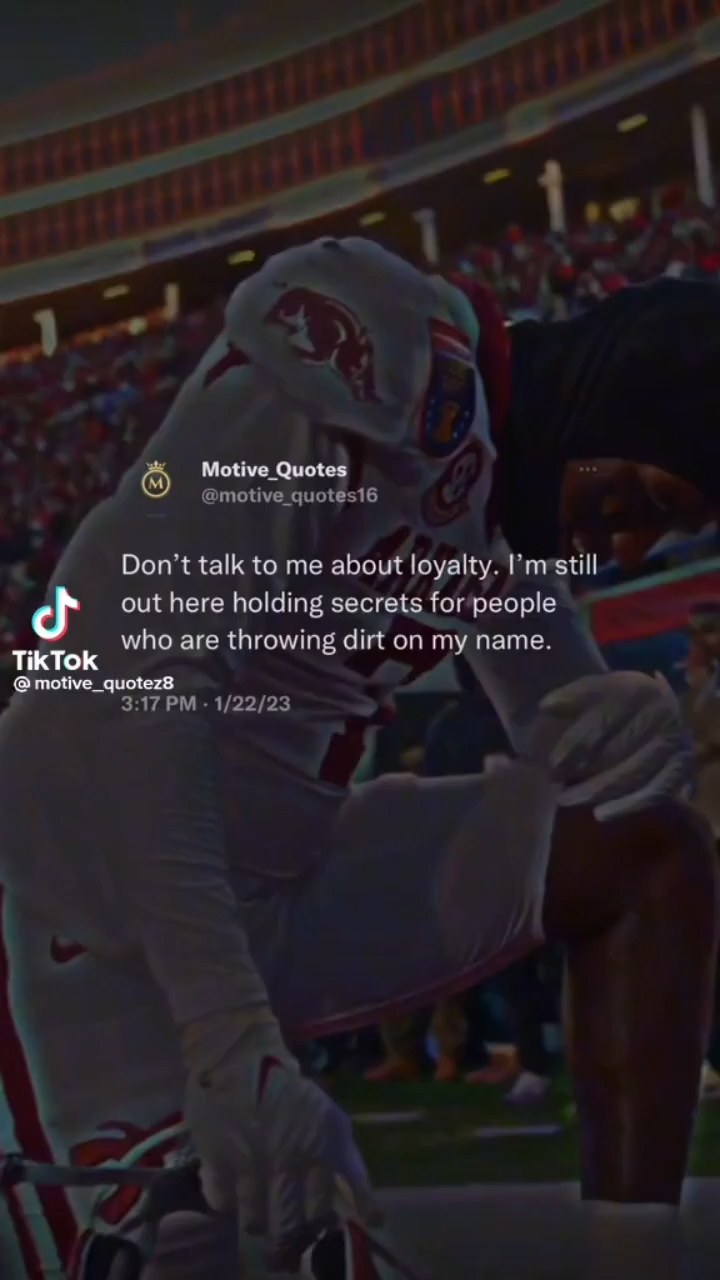 Motive_Quotes
@motive_quotes16
Don’t talk to me about loyalty. I’m still
out here holding secrets for people
who are throwing dirt on my name.
TikTok
@motive_quotez8
3:17 PM · 1/22/23